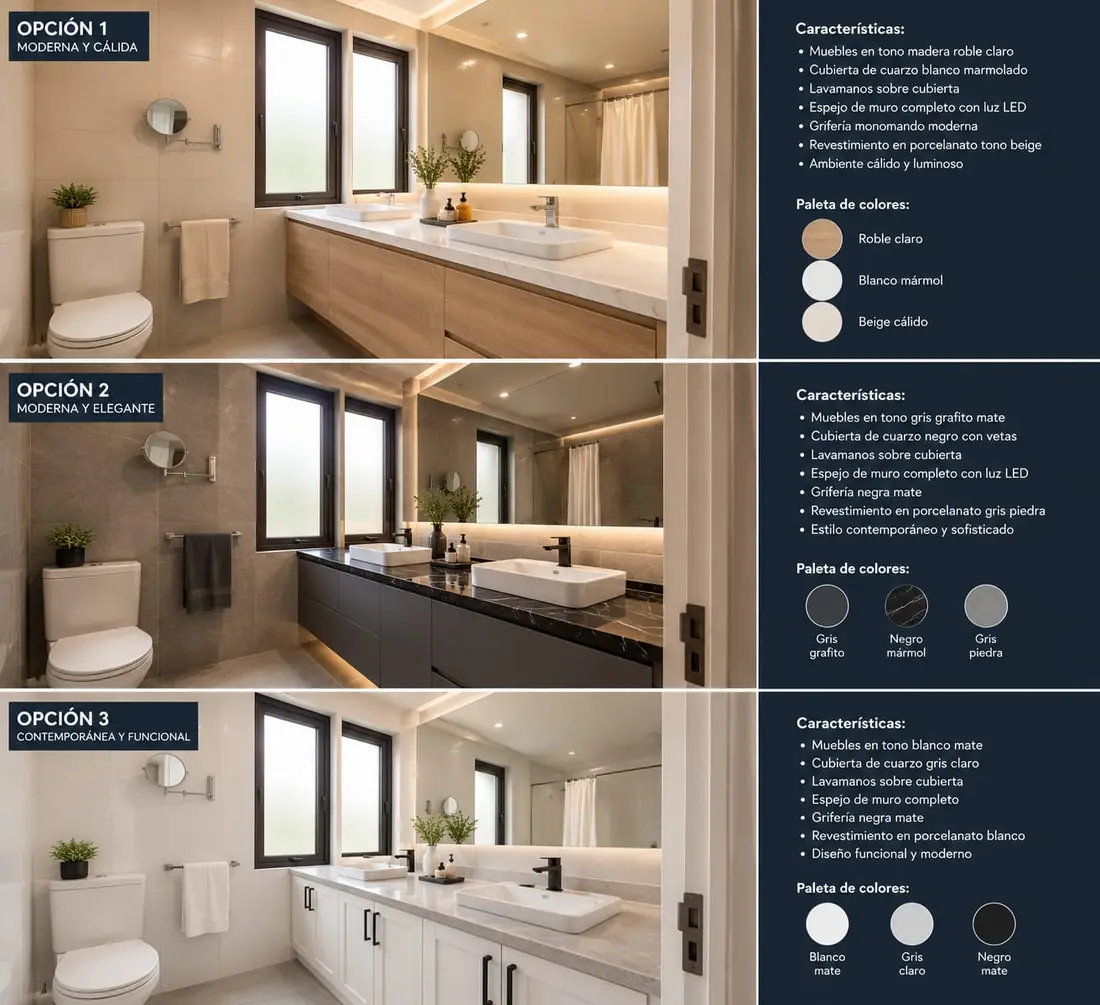 OPCIÓN 1
MODERNA Y CÁLIDA
Características:
• Muebles en tono madera roble claro
• Cubierta de cuarzo blanco marmolado
• Lavamanos sobre cubierta
• Espejo de muro completo con luz LED
• Grifería monomando moderna
• Revestimiento en porcelanato tono beige
• Ambiente cálido y luminoso
Paleta de colores:
Roble claro
Blanco mármol
Beige cálido
OPCIÓN 2
MODERNA Y ELEGANTE
Características:
• Muebles en tono gris grafito mate
• Cubierta de cuarzo negro con vetas
• Lavamanos sobre cubierta
• Espejo de muro completo con luz LED
• Grifería negra mate
• Revestimiento en porcelanato gris piedra
• Estilo contemporáneo y sofisticado
Paleta de colores:
Gris
grafito
Negro
mármol
Gris
piedra
OPCIÓN 3
CONTEMPORÁNEA Y FUNCIONAL
Características:
• Muebles en tono blanco mate
• Cubierta de cuarzo gris claro
• Lavamanos sobre cubierta
• Espejo de muro completo
• Grifería negra mate
• Revestimiento en porcelanato blanco
• Diseño funcional y moderno
Paleta de colores:
Blanco
mate
Gris
claro
Negro
mate